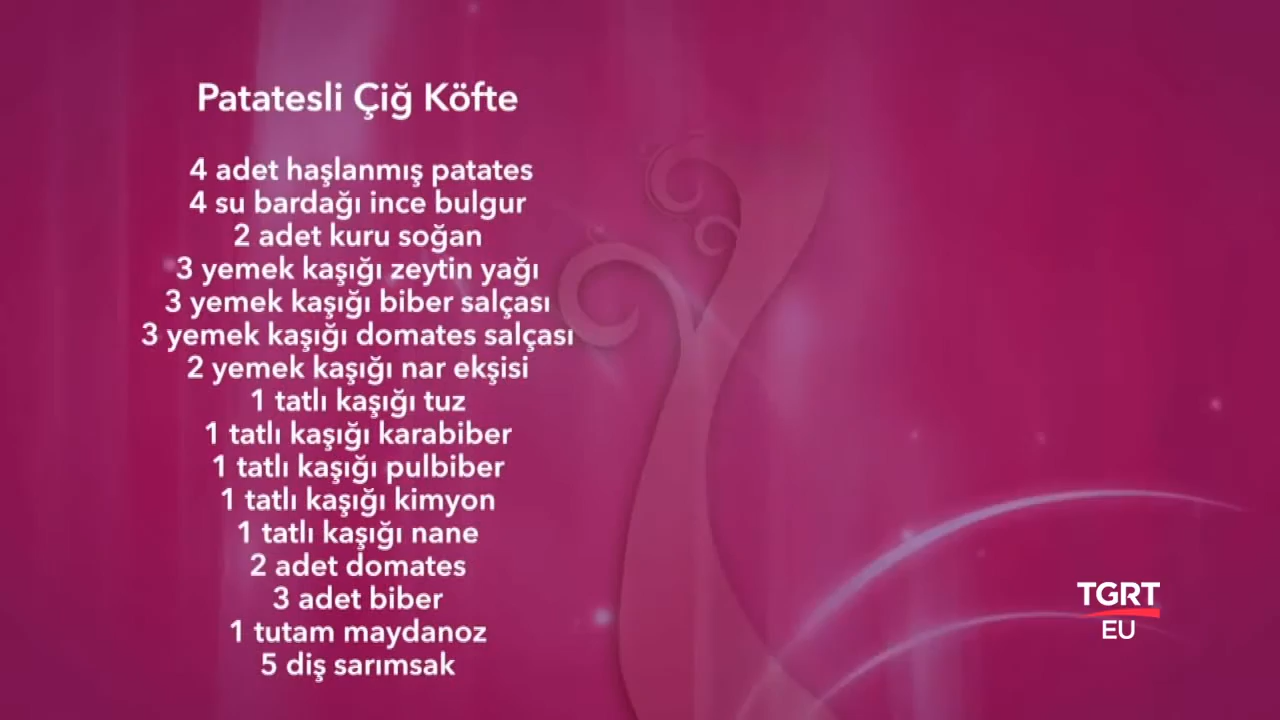 Patatesli Çiğ Köfte
4 adet haşlanmış patates
4 su bardağı ince bulgur
2 adet kuru soğan
3 yemek kaşığı zeytin yağı
3 yemek kaşığı biber salçası
3 yemek kaşığı domates salçası
2 yemek kaşığı nar ekşisi
1 tatlı kaşığı tuz
1 tatlı kaşığı karabiber
1 tatlı kaşığı pulbiber
1 tatlı kaşığı kimyon
1 tatlı kaşığı nane
2 adet domates
3 adet biber
1 tutam maydanoz
5 diş sarımsak
TGRT
EU